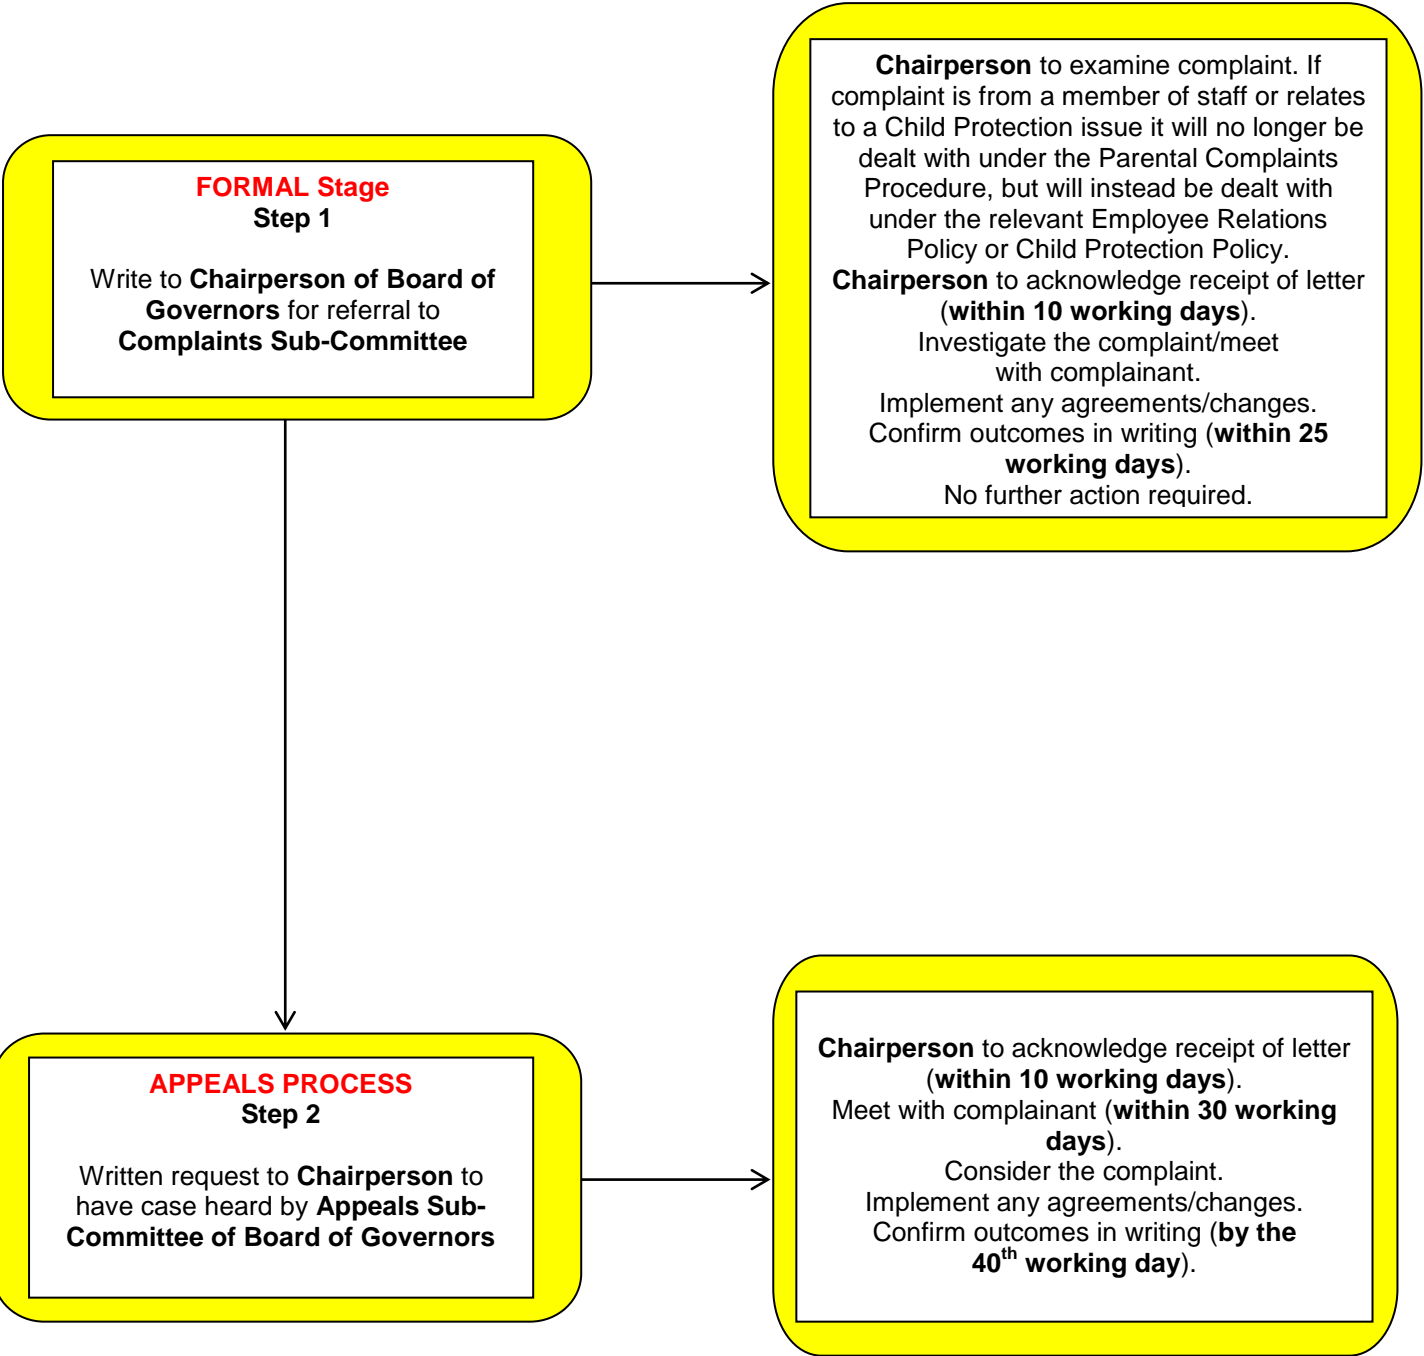 FORMAL Stage
Step 1
Write to Chairperson of Board of
Governors for referral to
Complaints Sub-Committee
Chairperson to examine complaint. If
complaint is from a member of staff or relates
to a Child Protection issue it will no longer be
dealt with under the Parental Complaints
Procedure, but will instead be dealt with
under the relevant Employee Relations
Policy or Child Protection Policy.
Chairperson to acknowledge receipt of letter
(within 10 working days).
Investigate the complaint/meet
with complainant.
Implement any agreements/changes.
Confirm outcomes in writing (within 25
working days).
No further action required.
APPEALS PROCESS
Step 2
Written request to Chairperson to
have case heard by Appeals Sub-
Committee of Board of Governors
Chairperson to acknowledge receipt of letter
(within 10 working days).
Meet with complainant (within 30 working
days).
Consider the complaint.
Implement any agreements/changes.
Confirm outcomes in writing (by the
40th working day).